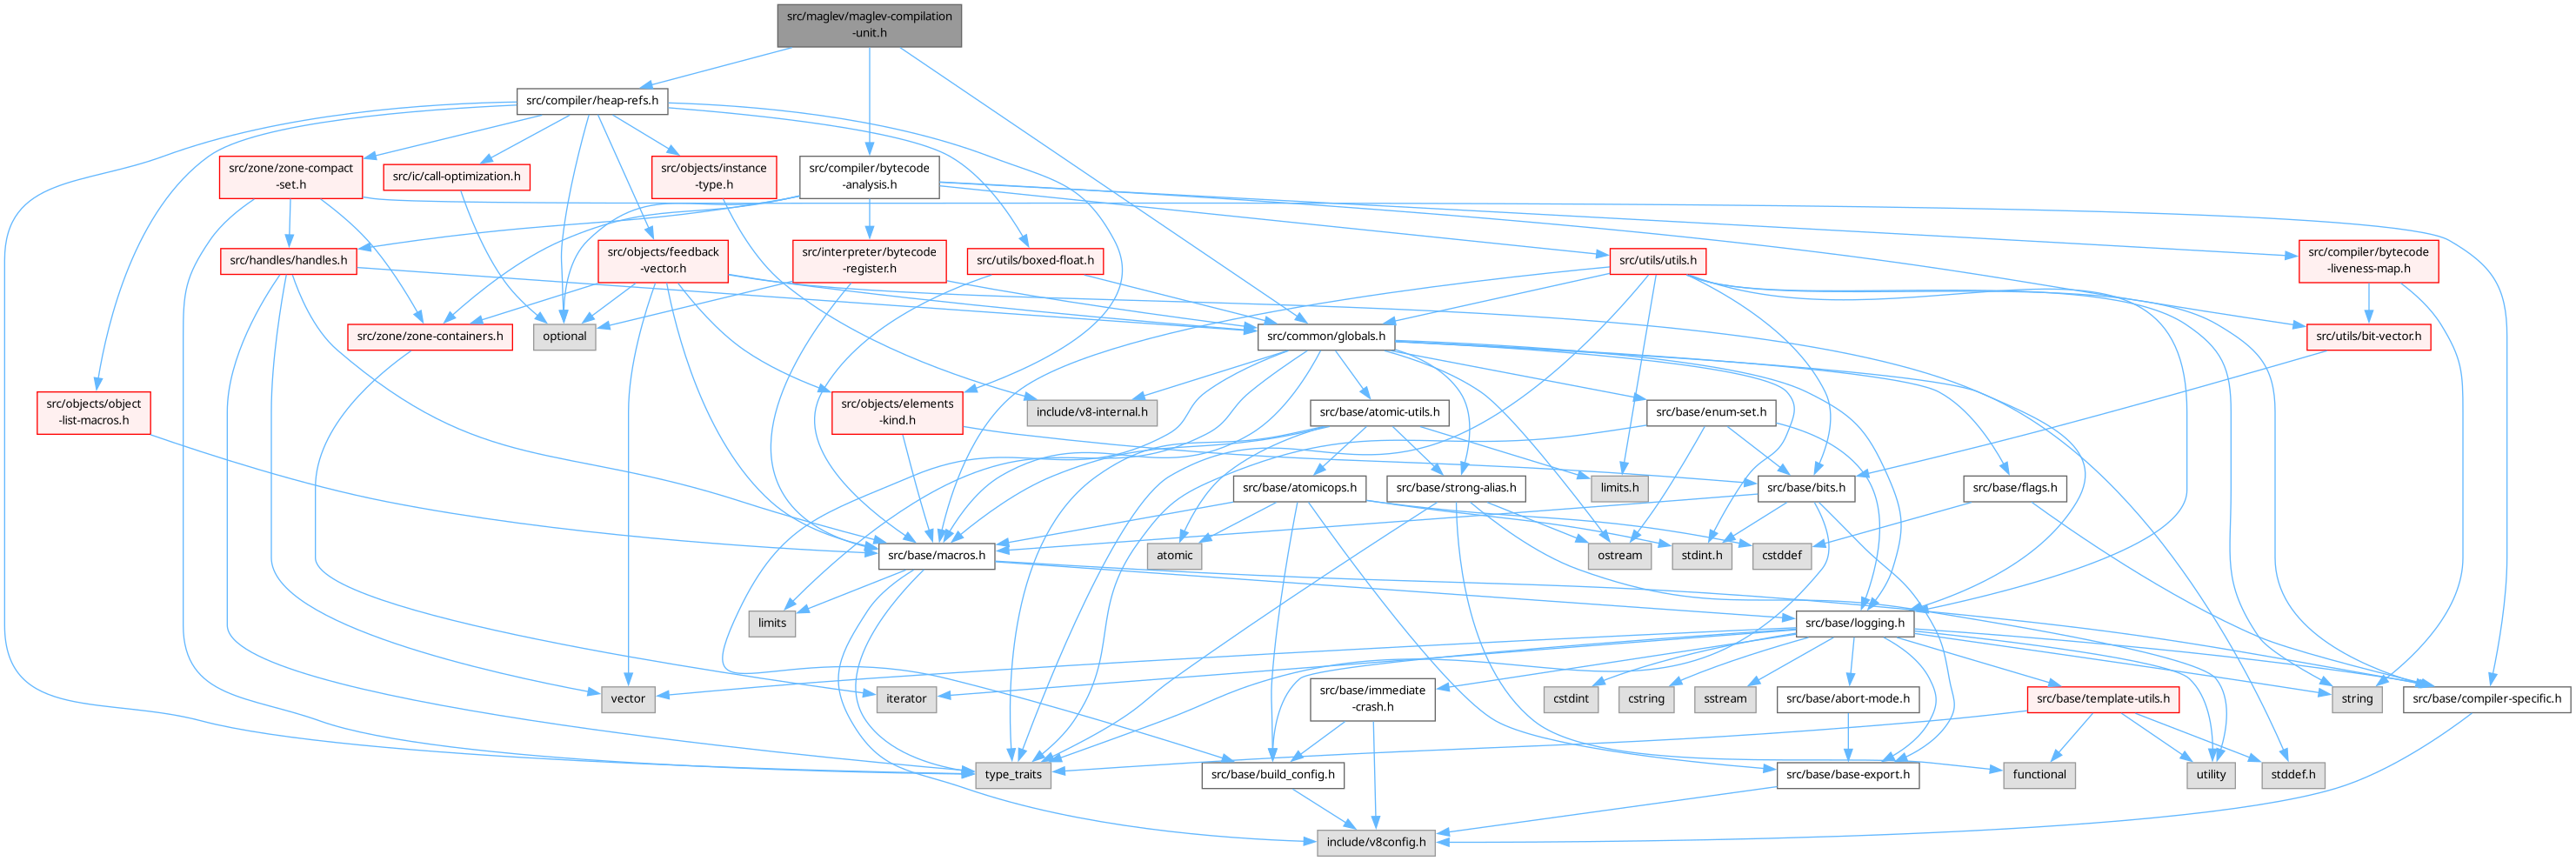 src/maglev/maglev-compilation
-unit.h
src/compiler/heap-refs.h
src/zone/zone-compact
-set.h
src/ic/call-optimization.h
src/objects/instance
-type.h
src/compiler/bytecode
-analysis.h
src/handles/handles.h
src/objects/feedback
-vector.h
src/interpreter/bytecode
-register.h
src/utils/boxed-float.h
src/utils/utils.h
src/compiler/bytecode
-liveness-map.h
src/zone/zone-containers.h
optional
src/common/globals.h
src/utils/bit-vector.h
src/objects/object
-list-macros.h
src/objects/elements
-kind.h
include/v8-internal.h
src/base/atomic-utils.h
src/base/enum-set.h
src/base/atomicops.h
src/base/strong-alias.h
limits.h
src/base/bits.h
src/base/flags.h
src/base/macros.h
atomic
ostream
stdint.h
cstddef
limits
src/base/logging.h
vector
iterator
src/base/immediate
-crash.h
cstdint
cstring
sstream
src/base/abort-mode.h
src/base/template-utils.h
string
src/base/compiler-specific.h
type_traits
src/base/build_config.h
src/base/base-export.h
functional
utility
stddef.h
include/v8config.h